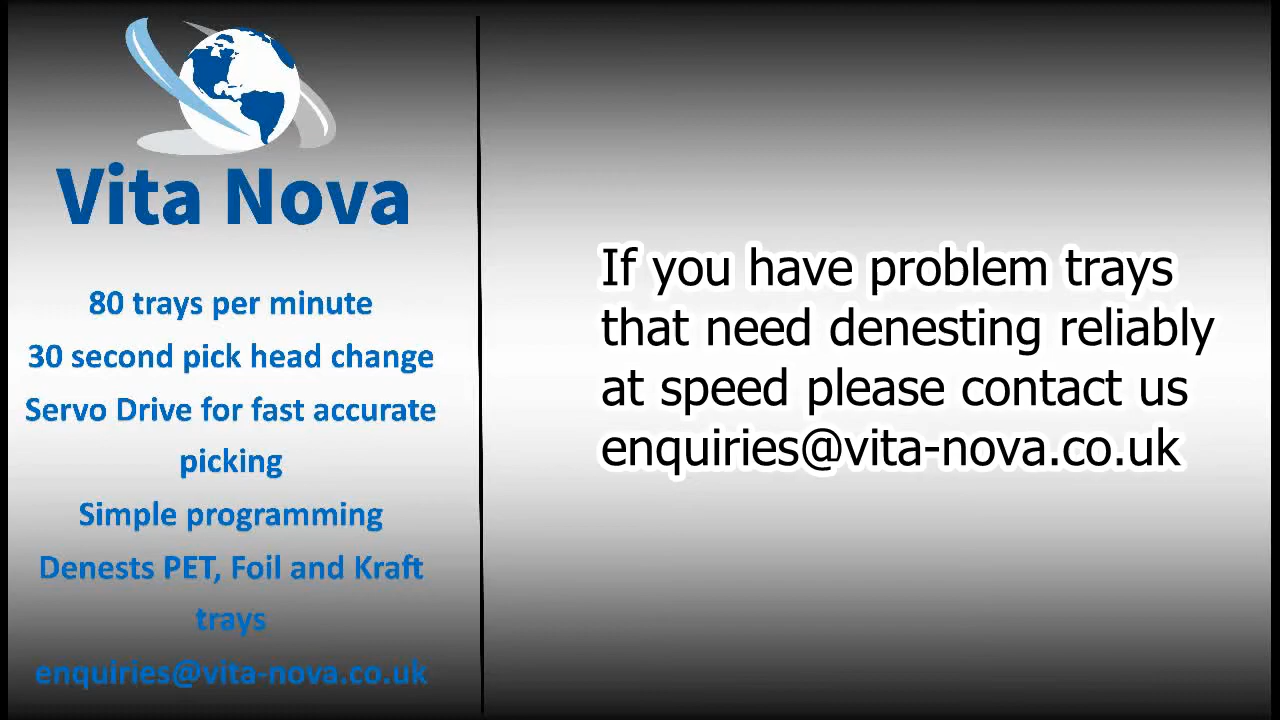 Vita Nova
80 trays per minute
30 second pick head change
Servo Drive for fast accurate
picking
Simple programming
Denests PET, Foil and Kraft
trays
enquiries@vita-nova.co.uk
If you have problem trays
that need denesting reliably
at speed please contact us
enquiries@vita-nova.co.uk